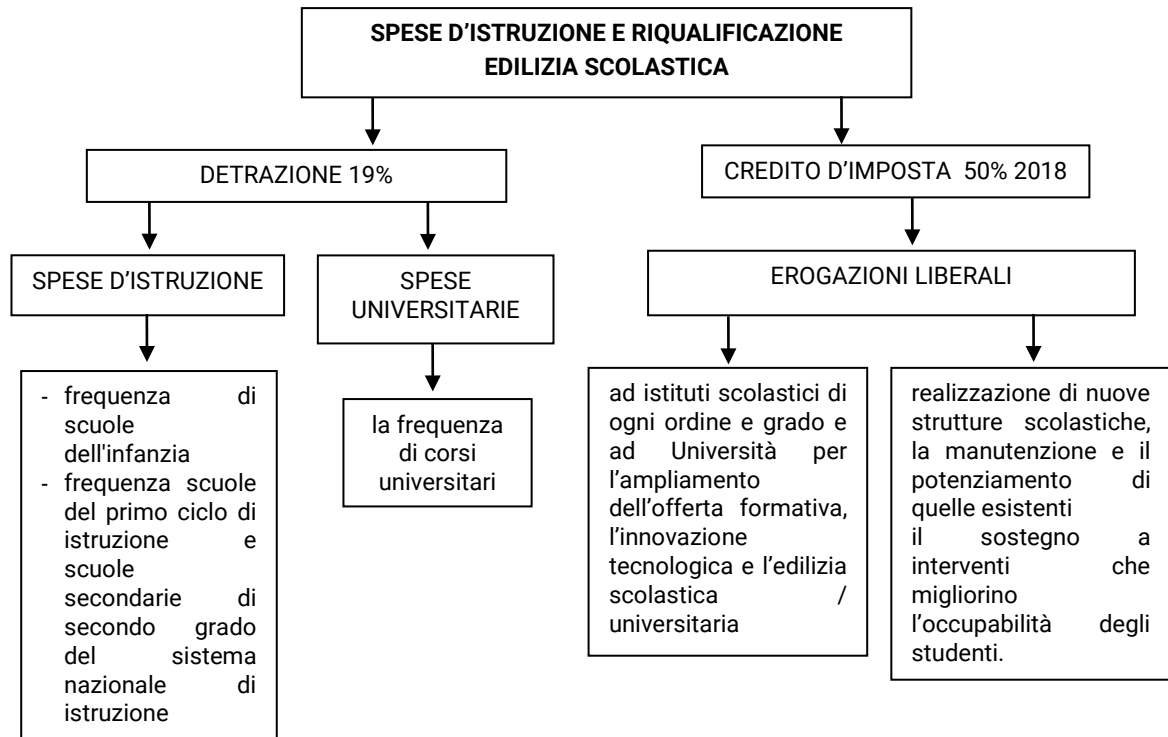 SPESE D’ISTRUZIONE E RIQUALIFICAZIONE
EDILIZIA SCOLASTICA
DETRAZIONE 19%
CREDITO D’IMPOSTA 50% 2018
SPESE D’ISTRUZIONE
SPESE
UNIVERSITARIE
EROGAZIONI LIBERALI
- frequenza di
scuole
dell'infanzia
- frequenza scuole
del primo ciclo di
istruzione e
scuole
secondarie di
secondo grado
del sistema
nazionale di
istruzione
la frequenza
di corsi
universitari
ad istituti scolastici di
ogni ordine e grado e
ad Università per
l’ampliamento
dell’offerta formativa,
l’innovazione
tecnologica e l’edilizia
scolastica /
universitaria
realizzazione di nuove
strutture scolastiche,
la manutenzione e il
potenziamento di
quelle esistenti
il sostegno a
interventi che
migliorino
l’occupabilità degli
studenti.